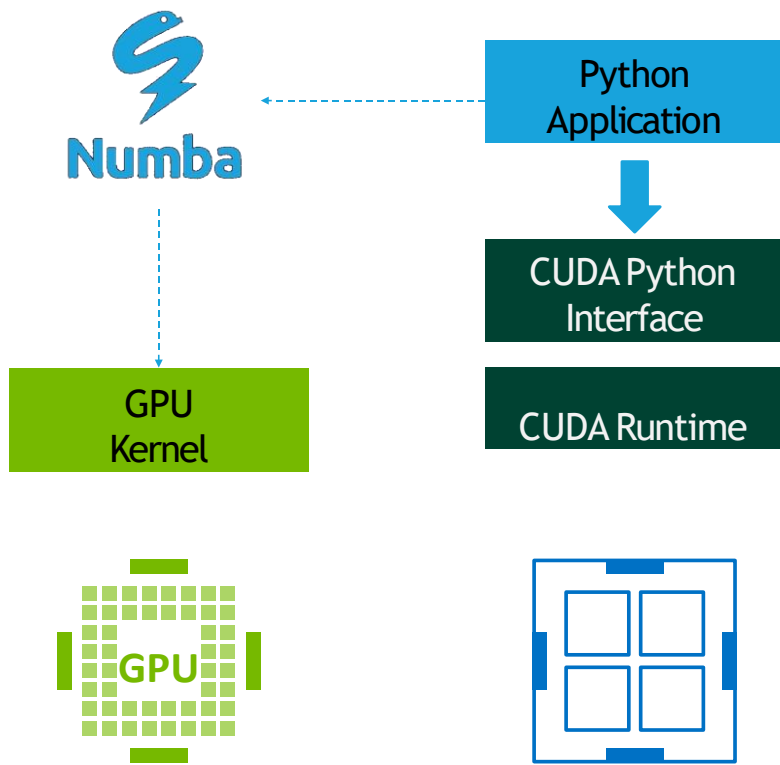 Numba
Python
Application
CUDA Python
Interface
GPU
Kernel
CUDA Runtime
GPU